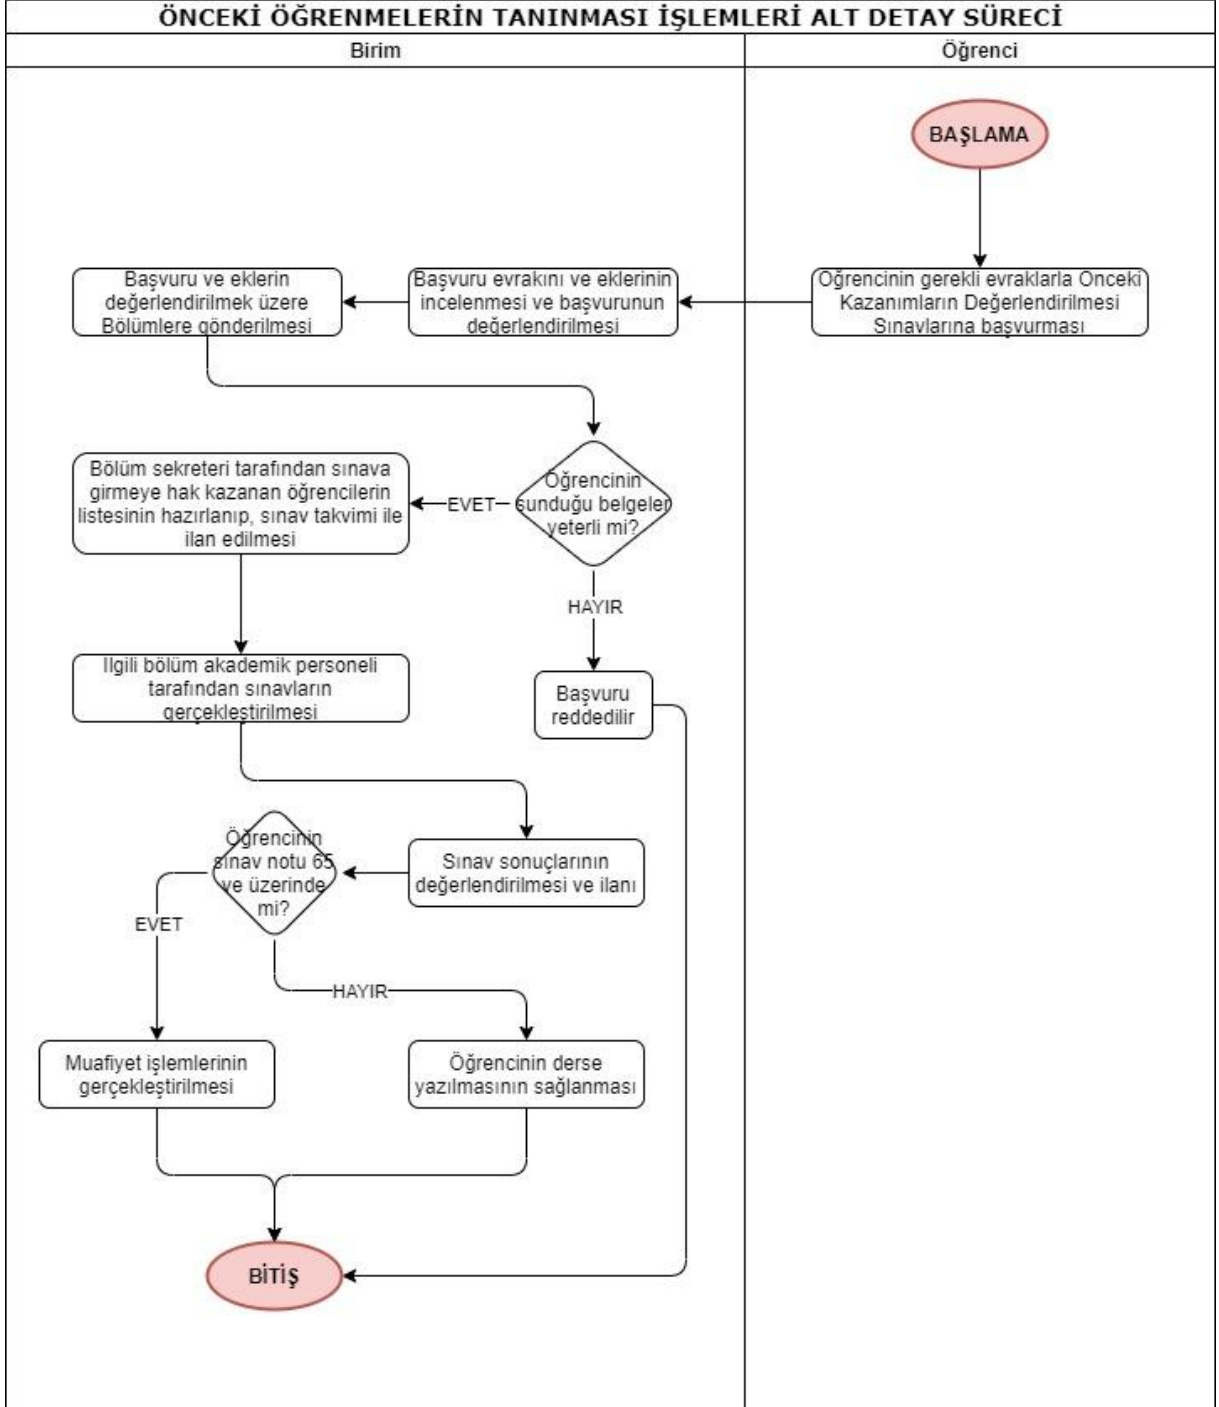 ÖNCEKİ ÖĞRENMELERİN TANINMASI İŞLEMLERİ ALT DETAY SÜRECİ
Birim
Öğrenci
BAŞLAMA
Öğrencinin gerekli evraklarla Önceki
Kazanımların Değerlendirilmesi
Sınavlarına başvurması
Başvuru evrakını ve eklerinin
incelenmesi ve başvurunun
değerlendirilmesi
Başvuru ve eklerin
değerlendirilmek üzere
Bölümlere gönderilmesi
Öğrencinin
sunduğu belgeler
yeterli mi?
EVET
Bölüm sekreteri tarafından sınava
girmeye hak kazanan öğrencilerin
listesinin hazırlanıp, sınav takvimi ile
ilan edilmesi
HAYIR
Başvuru
reddedilir
İlgili bölüm akademik personeli
tarafından sınavların
gerçekleştirilmesi
Sınav sonuçlarının
değerlendirilmesi ve ilanı
Öğrencinin
sınav notu 65
ve üzerinde
mi?
EVET
HAYIR
Muafiyet işlemlerinin
gerçekleştirilmesi
Öğrencinin derse
yazılmasının sağlanması
BİTİŞ